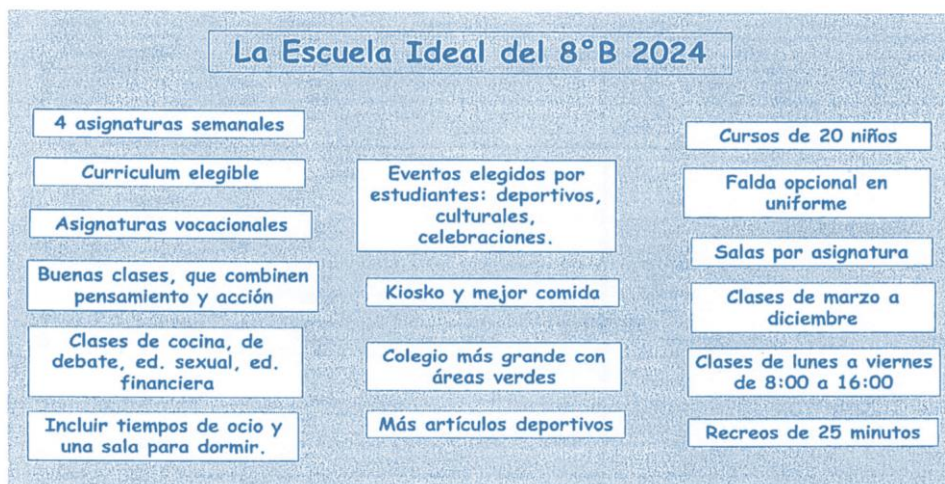 La Escuela Ideal del 8°B 2024
4 asignaturas semanales
Curriculum elegible
Asignaturas vocacionales
Buenas clases, que combinen
pensamiento y acción
Clases de cocina, de
debate, ed. sexual, ed.
financiera
Incluir tiempos de ocio y
una sala para dormir.
Eventos elegidos por
estudiantes: deportivos,
culturales,
celebraciones.
Kiosko y mejor comida
Colegio más grande con
áreas verdes
Más artículos deportivos
Cursos de 20 niños
Falda opcional en
uniforme
Salas por asignatura
Clases de marzo a
diciembre
Clases de lunes a viernes
de 8:00 a 16:00
Recreos de 25 minutos